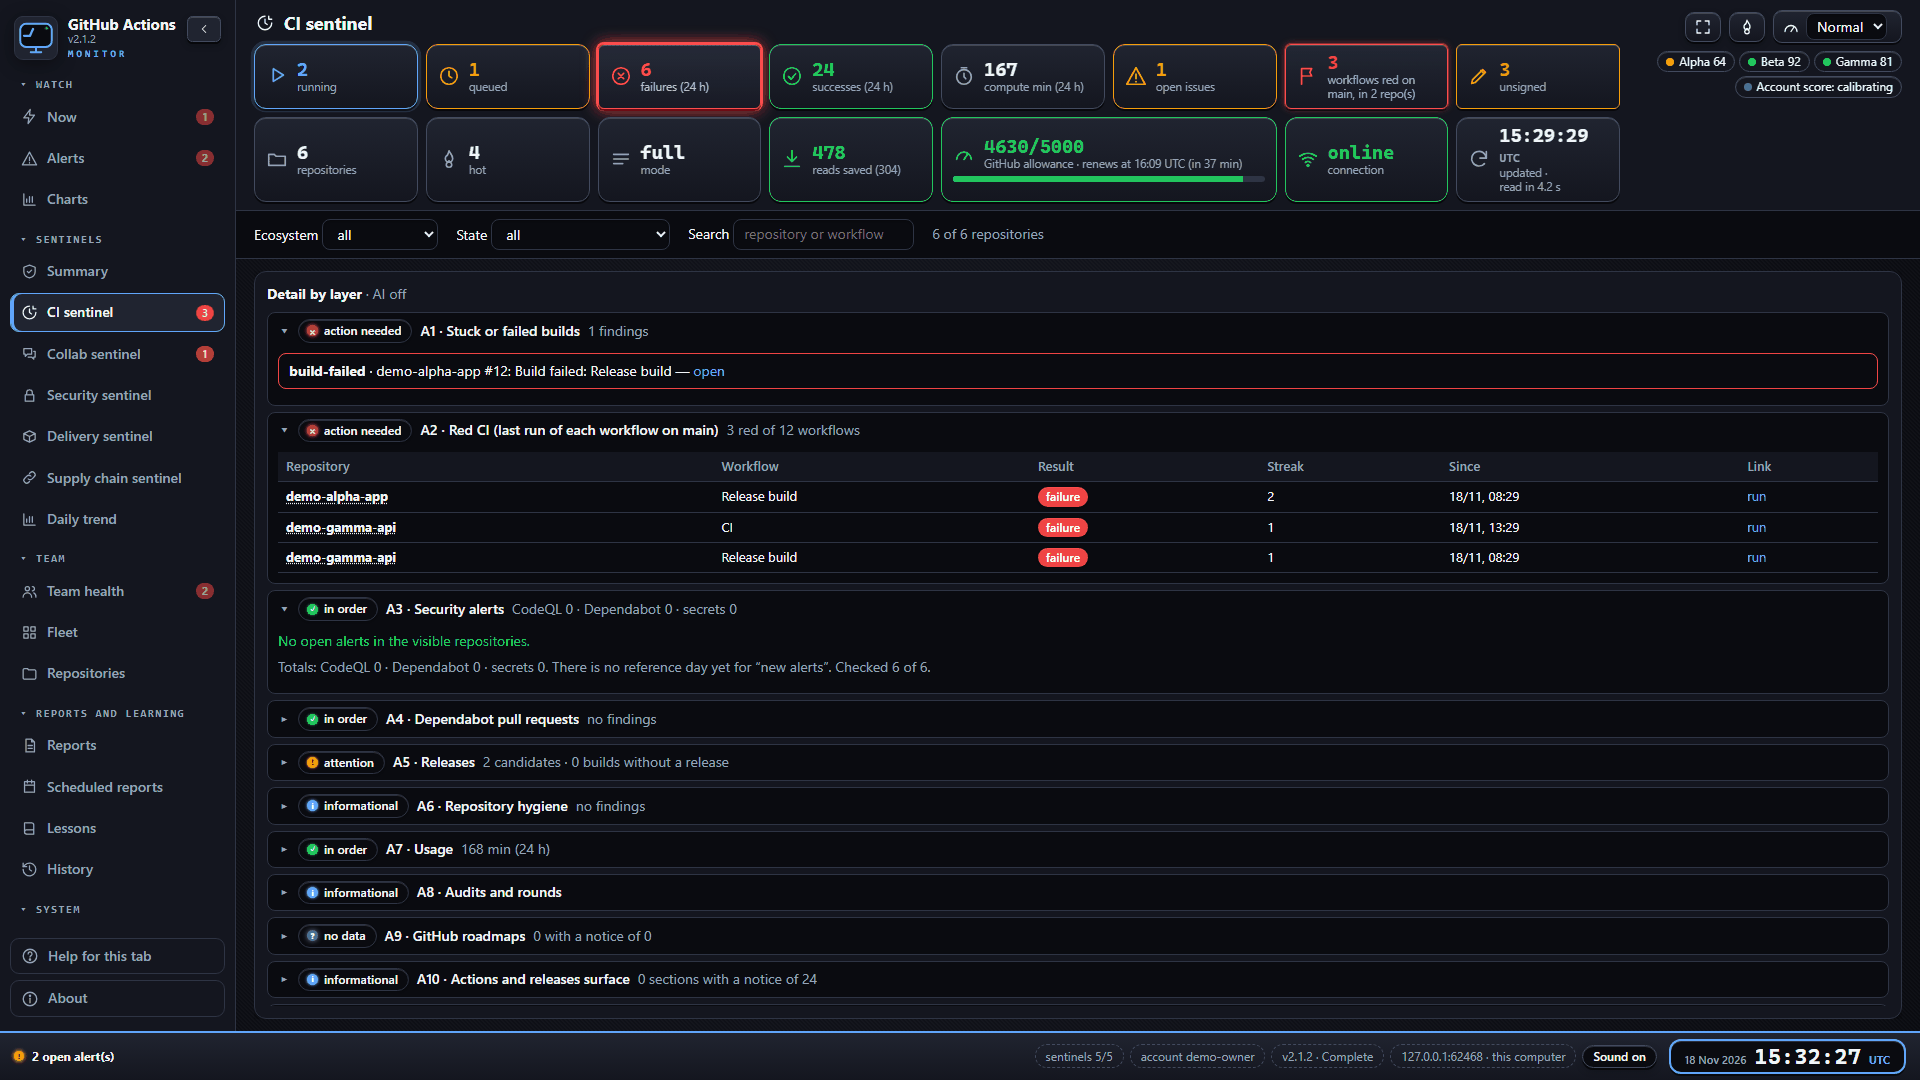 GitHub Actions
v2.1.2
MONITOR
WATCH
Now 1
Alerts 2
Charts
SENTINELS
Summary
CI sentinel 3
Collab sentinel 1
Security sentinel
Delivery sentinel
Supply chain sentinel
Daily trend
TEAM
Team health 2
Fleet
Repositories
REPORTS AND LEARNING
Reports
Scheduled reports
Lessons
History
SYSTEM
Help for this tab
About
CI sentinel
Normal
2
running
1
queued
6
failures (24 h)
24
successes (24 h)
167
compute min (24 h)
1
open issues
3
workflows red on
main, in 2 repo(s)
3
unsigned
Alpha 64 Beta 92 Gamma 81
Account score: calibrating
6
repositories
4
hot
full
mode
478
reads saved (304)
4630/5000
GitHub allowance · renews at 16:09 UTC (in 37 min)
online
connection
15:29:29
UTC
updated ·
read in 4.2 s
Ecosystem all State all Search repository or workflow 6 of 6 repositories
Detail by layer · AI off
action needed A1 · Stuck or failed builds 1 findings
build-failed · demo-alpha-app #12: Build failed: Release build — open
action needed A2 · Red CI (last run of each workflow on main) 3 red of 12 workflows
Repository Workflow Result Streak Since Link
demo-alpha-app Release build failure 2 18/11, 08:29 run
demo-gamma-api CI failure 1 18/11, 13:29 run
demo-gamma-api Release build failure 1 18/11, 08:29 run
in order A3 · Security alerts CodeQL 0 · Dependabot 0 · secrets 0
No open alerts in the visible repositories.
Totals: CodeQL 0 · Dependabot 0 · secrets 0. There is no reference day yet for “new alerts”. Checked 6 of 6.
in order A4 · Dependabot pull requests no findings
attention A5 · Releases 2 candidates · 0 builds without a release
informational A6 · Repository hygiene no findings
in order A7 · Usage 168 min (24 h)
informational A8 · Audits and rounds
no data A9 · GitHub roadmaps 0 with a notice of 0
informational A10 · Actions and releases surface 0 sections with a notice of 24
2 open alert(s)
sentinels 5/5 account demo-owner v2.1.2 · Complete 127.0.0.1:62468 · this computer Sound on 18 Nov 2026 15:32:27 UTC